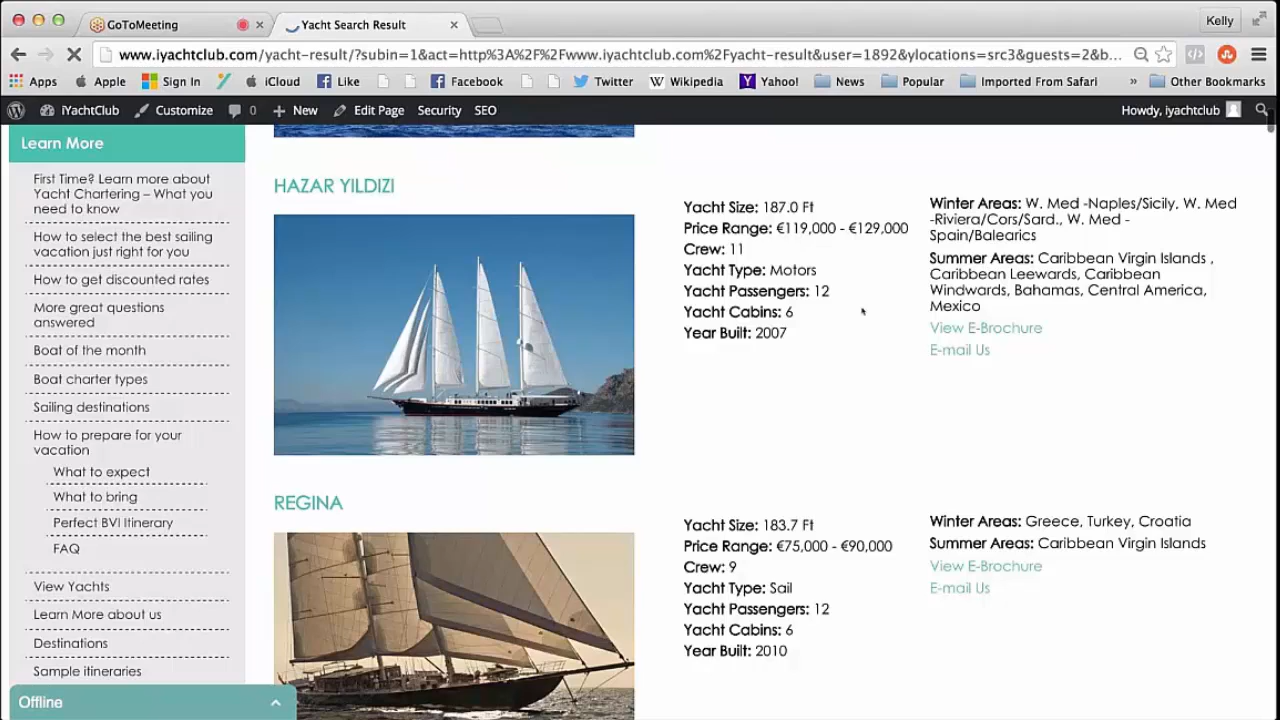 GoToMeeting
Yacht Search Result
Kelly
www.iyachtclub.com/yacht-result/?subin=1&act=http%3A%2F%2Fwww.iyachtclub.com%2Fyacht-result&user=1892&ylocations=src3&guests=2&b...
Apps Apple Sign In iCloud Like Facebook Twitter Wikipedia Yahoo! News Popular Imported From Safari » Other Bookmarks
iYachtClub Customize 0 + New Edit Page Security SEO Howdy, iyachtclub
Learn More
First Time? Learn more about
Yacht Chartering – What you
need to know
How to select the best sailing
vacation just right for you
How to get discounted rates
More great questions
answered
Boat of the month
Boat charter types
Sailing destinations
How to prepare for your
vacation
What to expect
What to bring
Perfect BVI Itinerary
FAQ
View Yachts
Learn More about us
Destinations
Sample itineraries
Offline
HAZAR YILDIZI
Yacht Size: 187.0 Ft
Price Range: €119,000 - €129,000
Crew: 11
Yacht Type: Motors
Yacht Passengers: 12
Yacht Cabins: 6
Year Built: 2007
Winter Areas: W. Med -Naples/Sicily, W. Med
-Riviera/Cors/Sard., W. Med -
Spain/Balearics
Summer Areas: Caribbean Virgin Islands ,
Caribbean Leewards, Caribbean
Windwards, Bahamas, Central America,
Mexico
View E-Brochure
E-mail Us
REGINA
Yacht Size: 183.7 Ft
Price Range: €75,000 - €90,000
Crew: 9
Yacht Type: Sail
Yacht Passengers: 12
Yacht Cabins: 6
Year Built: 2010
Winter Areas: Greece, Turkey, Croatia
Summer Areas: Caribbean Virgin Islands
View E-Brochure
E-mail Us